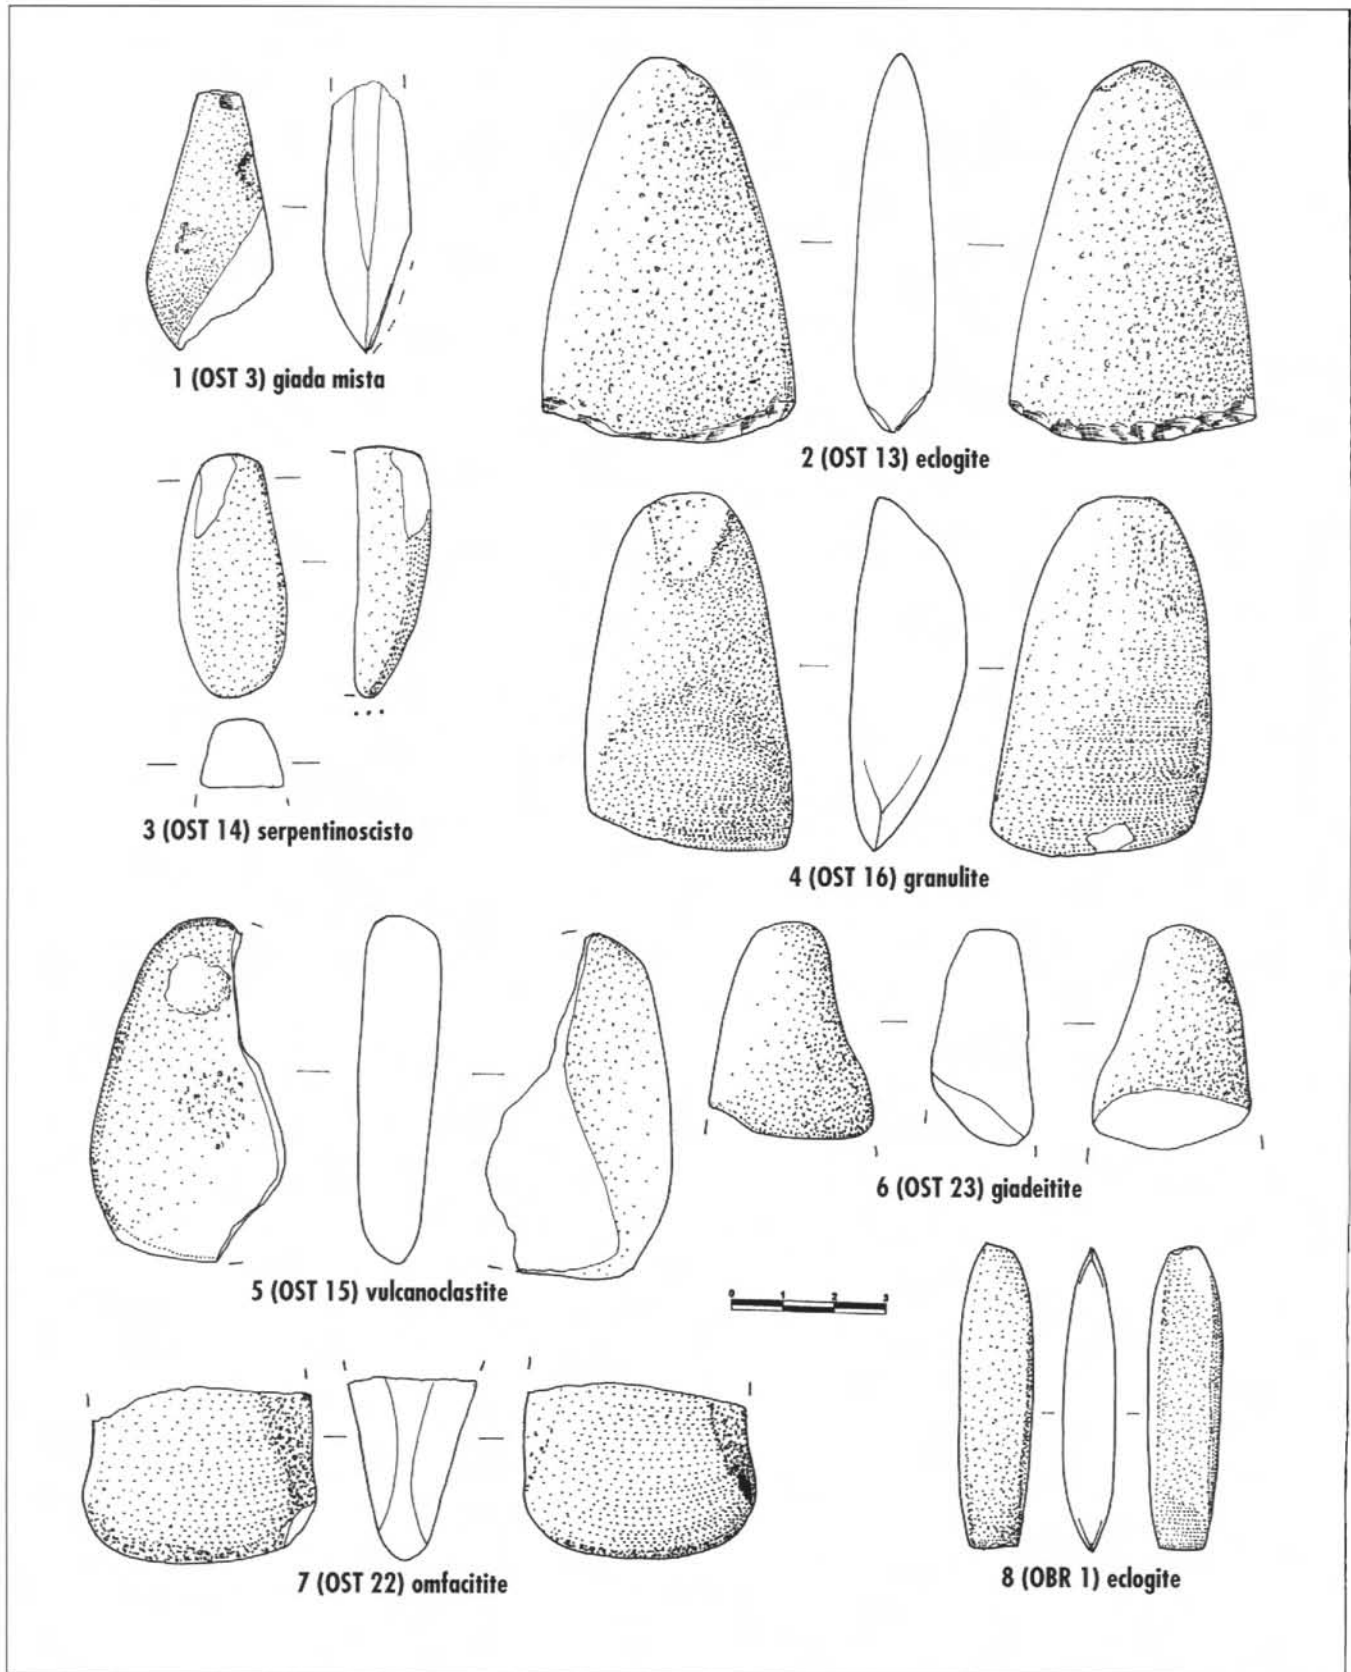 1 (OST 3) giada mista
2 (OST 13) eclogite
3 (OST 14) serpentinoscisto
4 (OST 16) granulite
5 (OST 15) vulcanoclastite
6 (OST 23) giadeitite
0 1 2 3
7 (OST 22) omfacitite
8 (OBR 1) eclogite